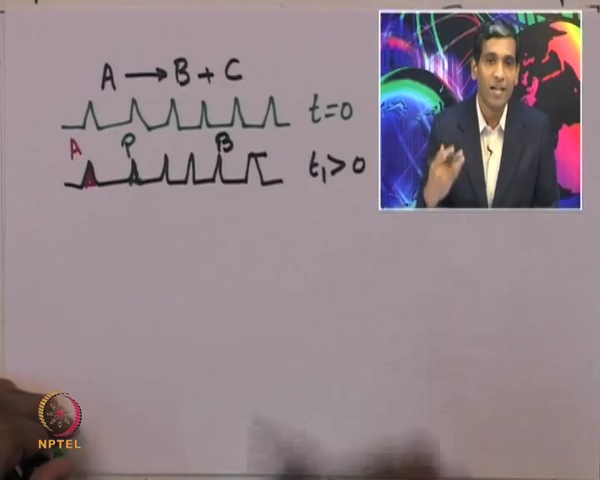 A → B + C
t=0
A P B
t₁ > 0
NPTEL